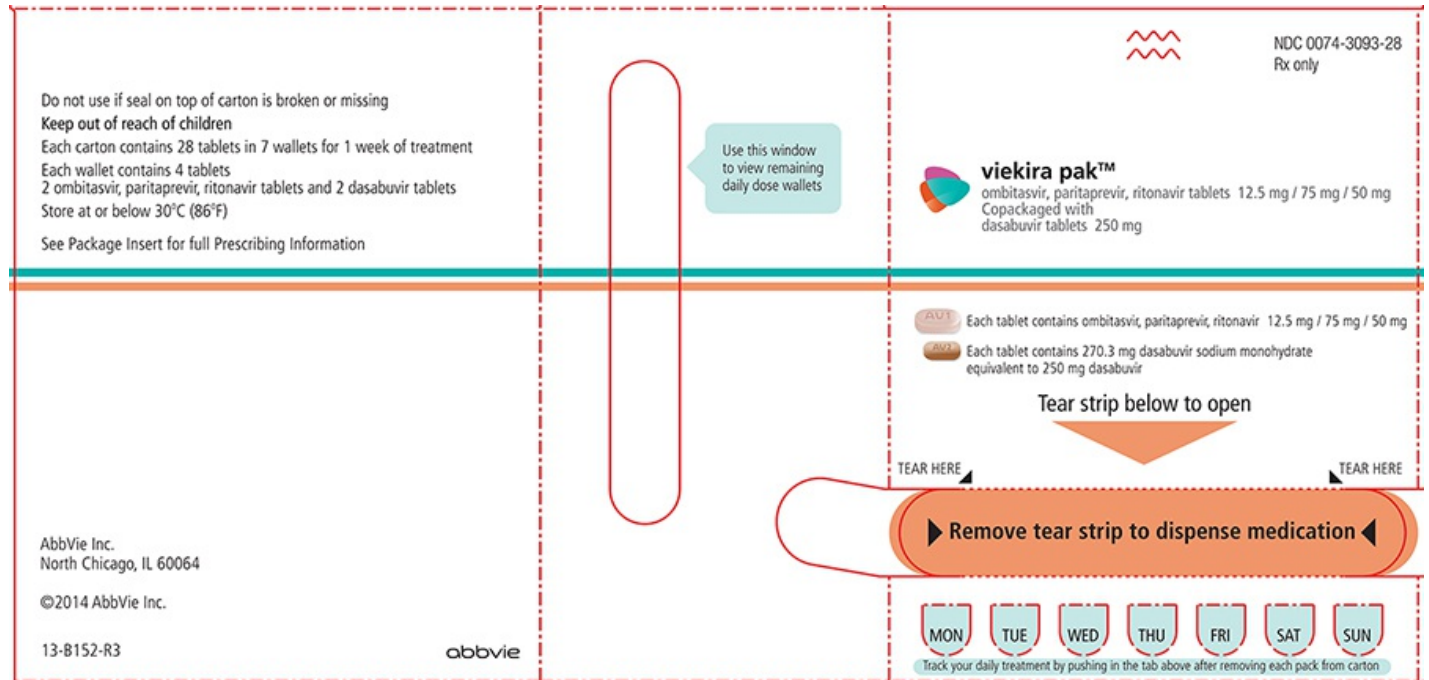 Do not use if seal on top of carton is broken or missing
Keep out of reach of children
Each carton contains 28 tablets in 7 wallets for 1 week of treatment
Each wallet contains 4 tablets
2 ombitasvir, paritaprevir, ritonavir tablets and 2 dasabuvir tablets
Store at or below 30°C (86°F)
See Package Insert for full Prescribing Information
AbbVie Inc.
North Chicago, IL 60064
©2014 AbbVie Inc.
13-B152-R3
abbvie
Use this window
to view remaining
daily dose wallets
NDC 0074-3093-28
Rx only
viekira pak™
ombitasvir, paritaprevir, ritonavir tablets 12.5 mg / 75 mg / 50 mg
Copackaged with
dasabuvir tablets 250 mg
AV1
Each tablet contains ombitasvir, paritaprevir, ritonavir 12.5 mg / 75 mg / 50 mg
AV2
Each tablet contains 270.3 mg dasabuvir sodium monohydrate
equivalent to 250 mg dasabuvir
Tear strip below to open
TEAR HERE
TEAR HERE
Remove tear strip to dispense medication
MON TUE WED THU FRI SAT SUN
Track your daily treatment by pushing in the tab above after removing each pack from carton